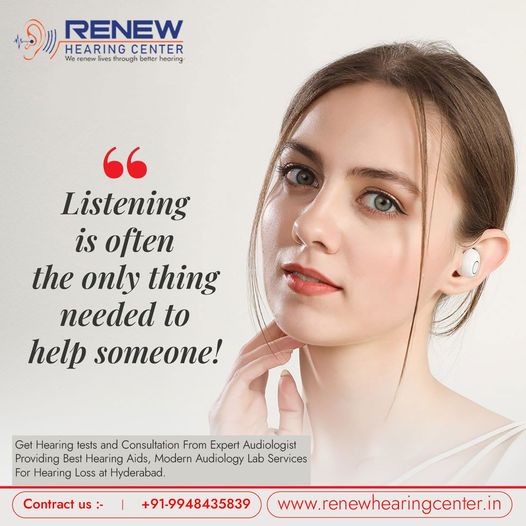 RENEW
HEARING CENTER
We renew lives through better hearing
“
Listening
is often
the only thing
needed to
help someone!
Get Hearing tests and Consultation From Expert Audiologist
Providing Best Hearing Aids, Modern Audiology Lab Services
For Hearing Loss at Hyderabad.
Contract us :- | +91-9948435839 www.renewhearingcenter.in